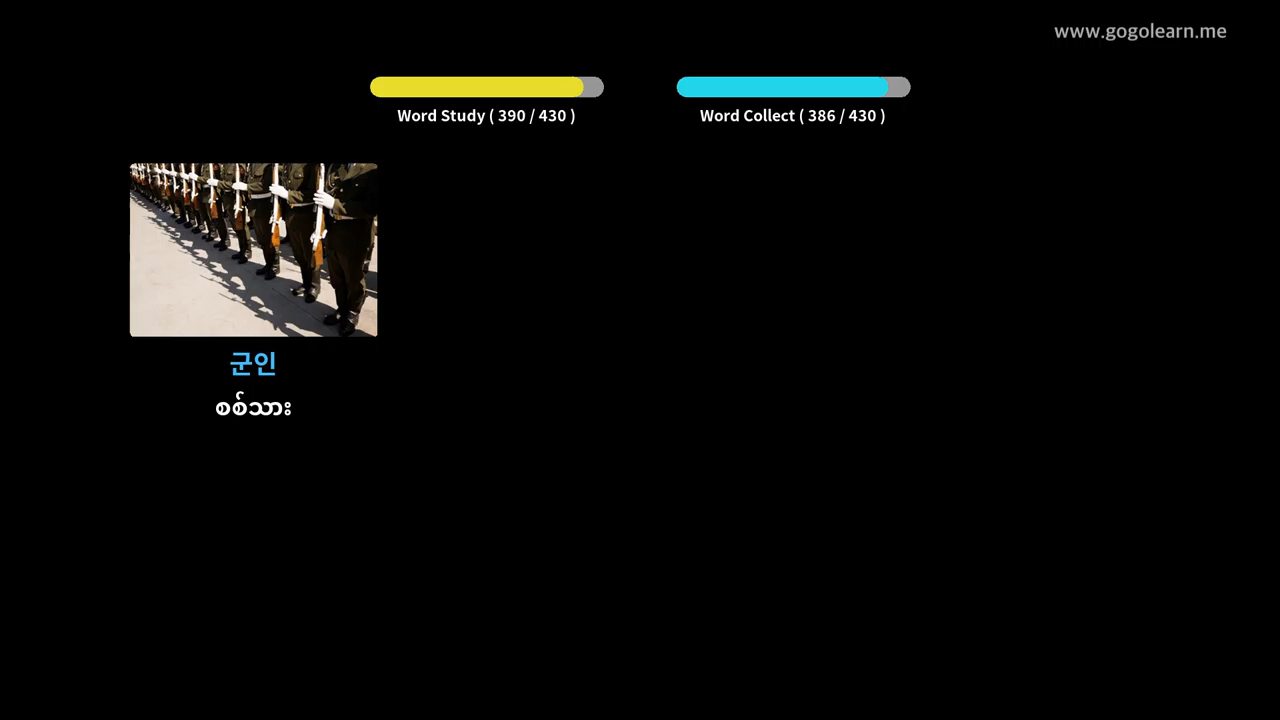 www.gogolearn.me
Word Study ( 390 / 430 )
Word Collect ( 386 / 430 )
군인
စစ်သား